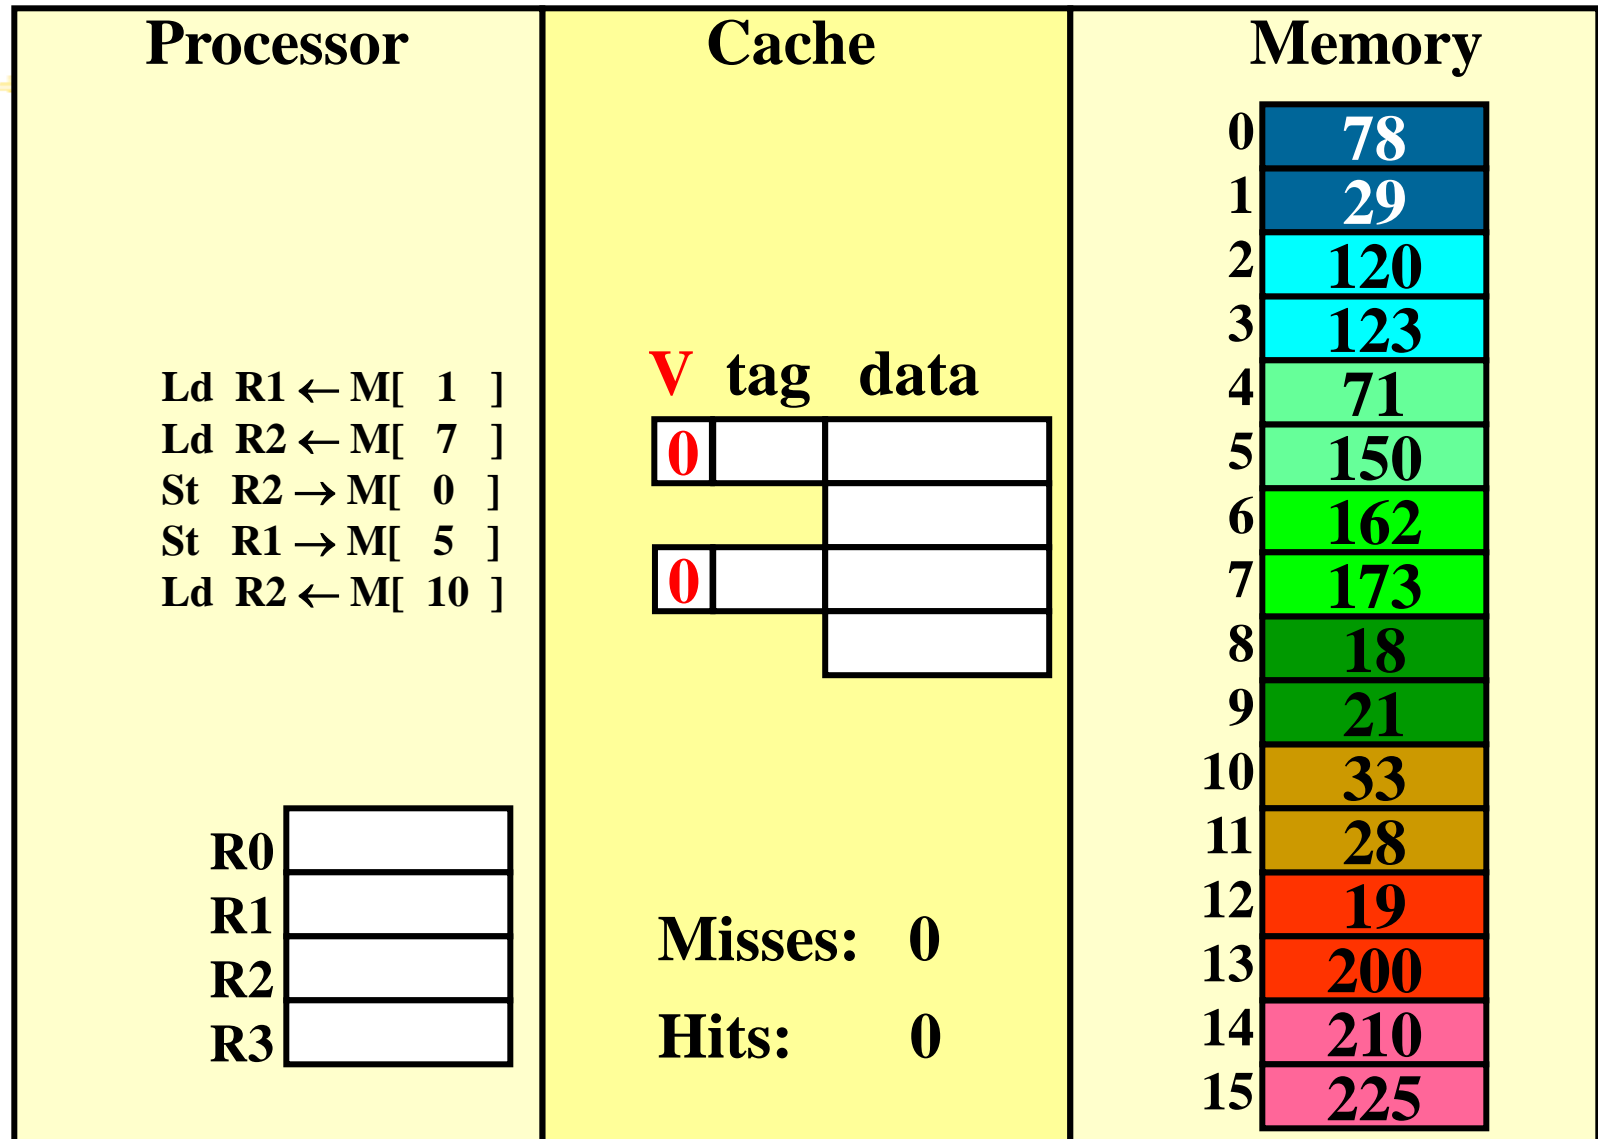 Processor
Ld R1 ← M[ 1 ]
Ld R2 ← M[ 7 ]
St R2 → M[ 0 ]
St R1 → M[ 5 ]
Ld R2 ← M[ 10 ]
R0
R1
R2
R3
Cache
V tag data
0
0
Misses: 0
Hits: 0
Memory
0 78
1 29
2 120
3 123
4 71
5 150
6 162
7 173
8 18
9 21
10 33
11 28
12 19
13 200
14 210
15 225